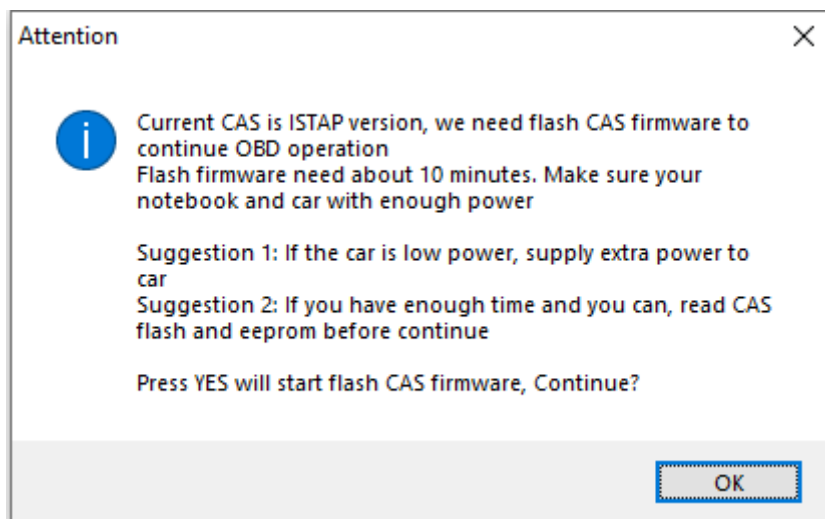 Attention
Current CAS is ISTAP version, we need flash CAS firmware to
continue OBD operation
Flash firmware need about 10 minutes. Make sure your
notebook and car with enough power
Suggestion 1: If the car is low power, supply extra power to
car
Suggestion 2: If you have enough time and you can, read CAS
flash and eeprom before continue
Press YES will start flash CAS firmware, Continue?
OK